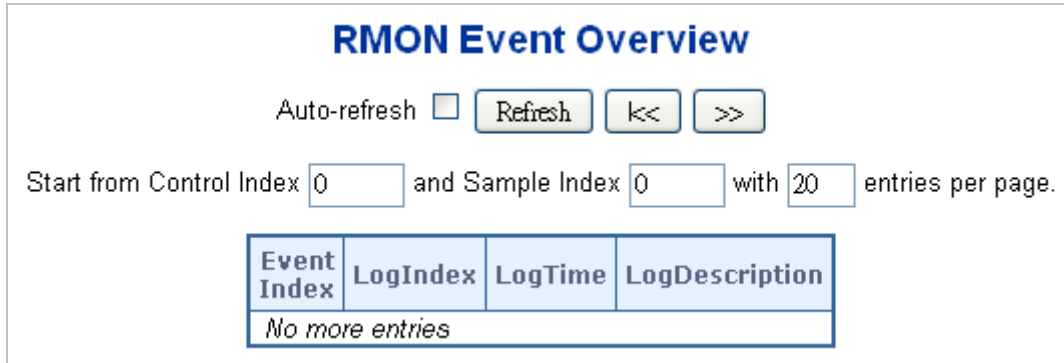 RMON Event Overview
Auto-refresh Refresh |<< >>
Start from Control Index 0 and Sample Index 0 with 20 entries per page.
Event Index LogIndex LogTime LogDescription
No more entries